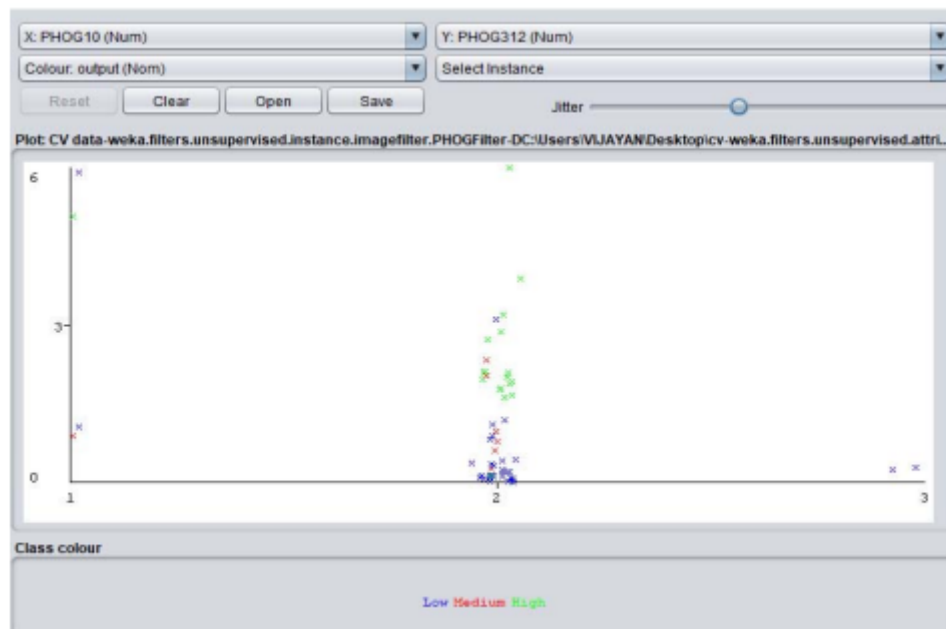 X: PHOG10 (Num) Y: PHOG312 (Num)
Colour: output (Nom) Select Instance
Reset Clear Open Save Jitter
Plot: CV data-weka.filters.unsupervised.instance.imagefilter.PHOGFilter-DC:\Users\VIJAYAN\Desktop\cv-weka.filters.unsupervised.attri..
6
3
0
1 2 3
Class colour
Low Medium High